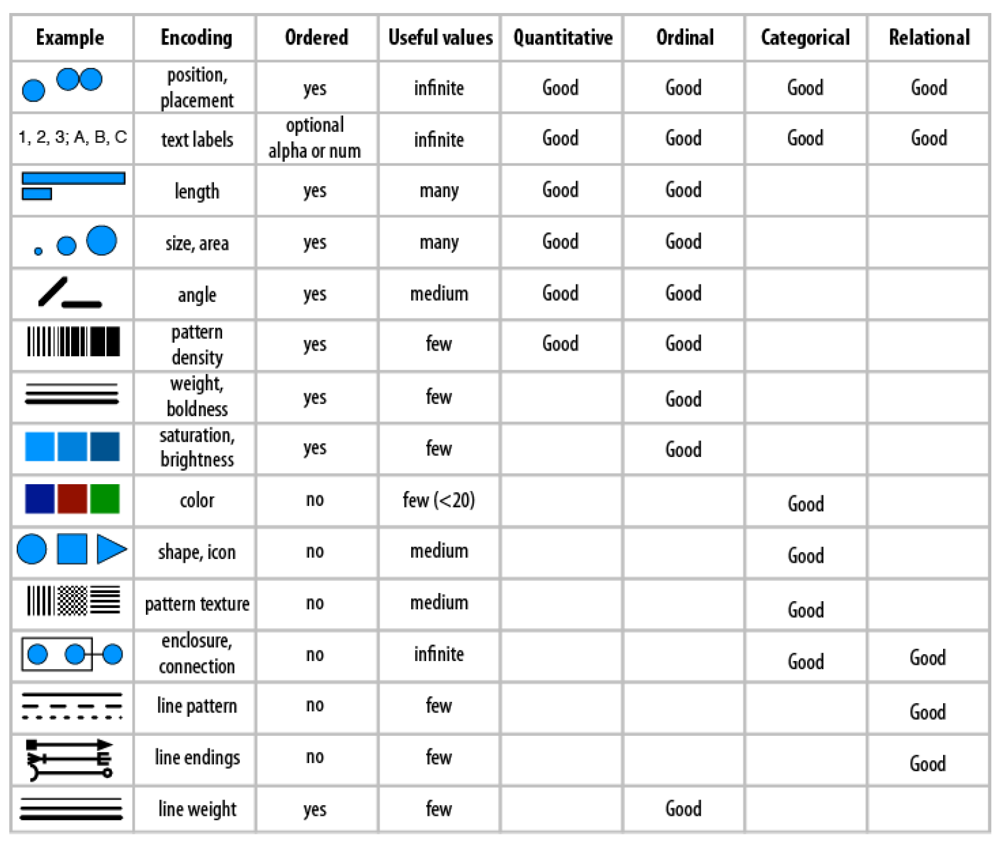 Example Encoding Ordered Useful values Quantitative Ordinal Categorical Relational
position,
placement yes infinite Good Good Good Good
1, 2, 3; A, B, C text labels optional
alpha or num infinite Good Good Good Good
length yes many Good Good
size, area yes many Good Good
angle yes medium Good Good
pattern
density yes few Good Good
weight,
boldness yes few Good
saturation,
brightness yes few Good
color no few (<20) Good
shape, icon no medium Good
pattern texture no medium Good
enclosure,
connection no infinite Good Good
line pattern no few Good
line endings no few Good
line weight yes few Good